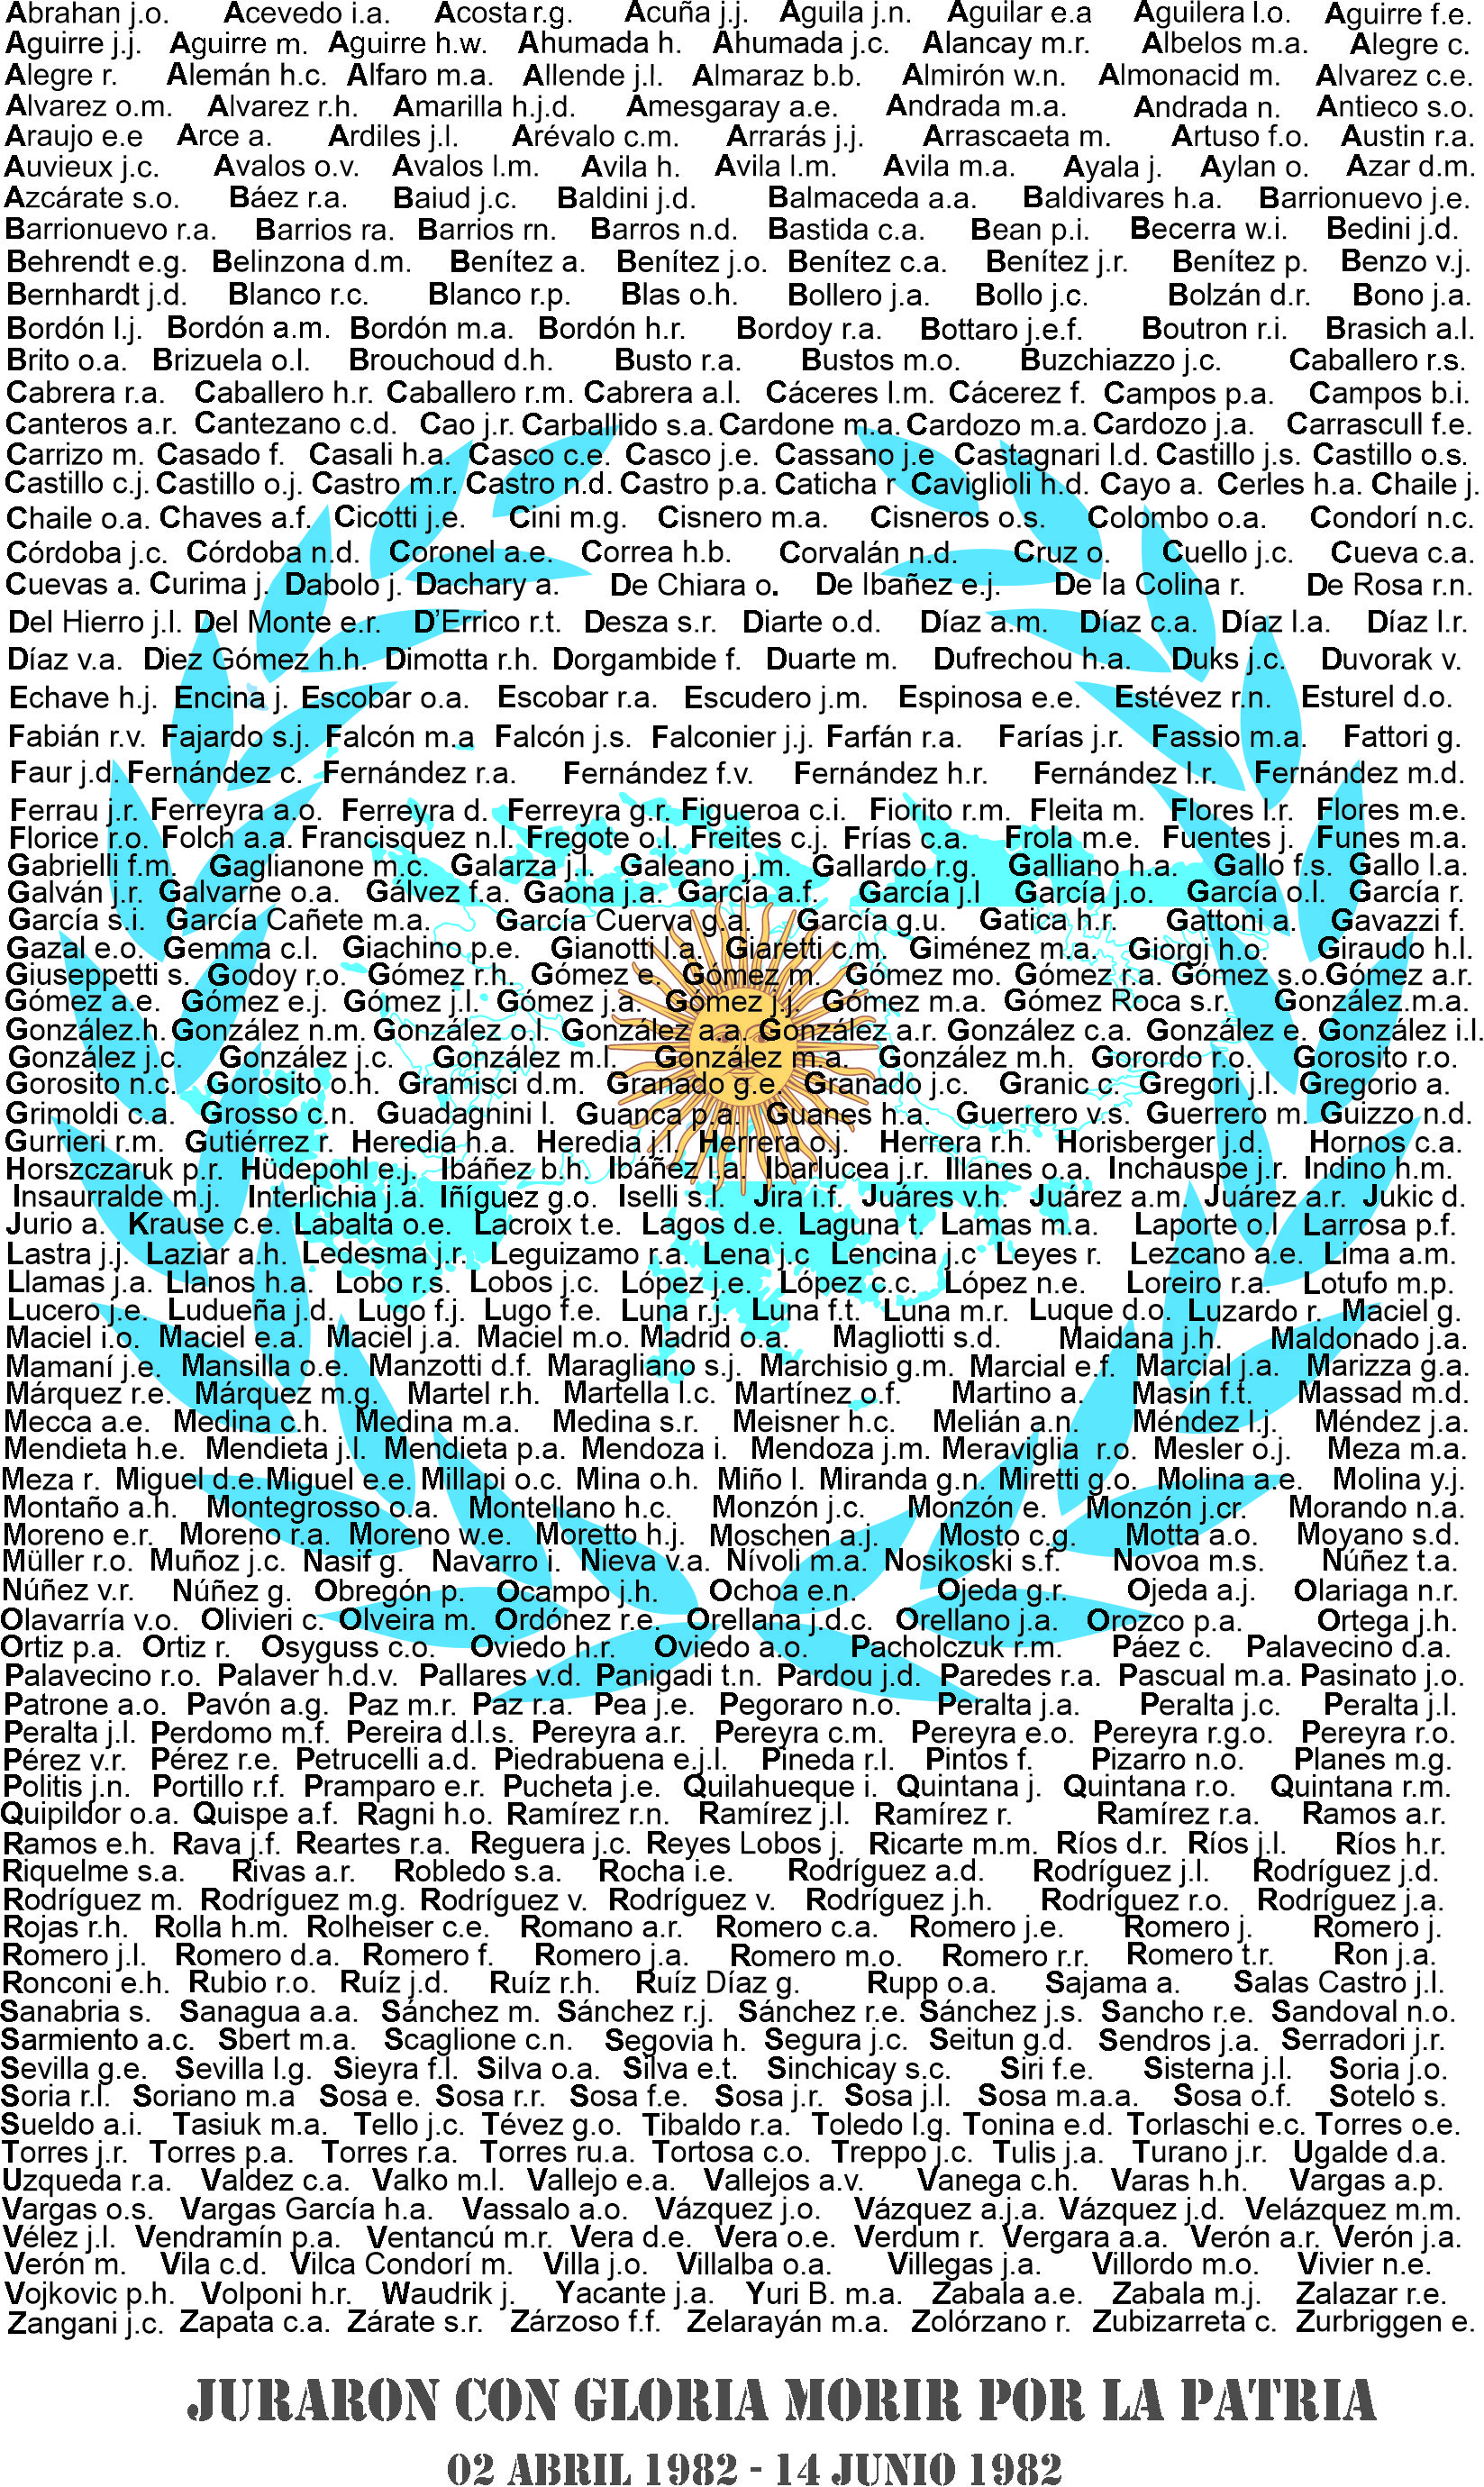 Abrahan j.o. Acevedo i.a. Acosta r.g. Acuña j.j. Aguila j.n. Aguilar e.a Aguilera l.o. Aguirre f.e.
Aguirre j.j. Aguirre m. Aguirre h.w. Ahumada h. Ahumada j.c. Alancay m.r. Albelos m.a. Alegre c.
Alegre r. Alemán h.c. Alfaro m.a. Allende j.l. Almaraz b.b. Almirón w.n. Almonacid m. Alvarez c.e.
Alvarez o.m. Alvarez r.h. Amarilla h.j.d. Amesgaray a.e. Andrada m.a. Andrada n. Antieco s.o.
Araujo e.e Arce a. Ardiles j.l. Arévalo c.m. Arrarás j.j. Arrascaeta m. Artuso f.o. Austin r.a.
Auvieux j.c. Avalos o.v. Avalos l.m. Avila h. Avila l.m. Avila m.a. Ayala j. Aylan o. Azar d.m.
Azcárate s.o. Báez r.a. Baiud j.c. Baldini j.d. Balmaceda a.a. Baldivares h.a. Barrionuevo j.e.
Barrionuevo r.a. Barrios ra. Barrios rn. Barros n.d. Bastida c.a. Bean p.i. Becerra w.i. Bedini j.d.
Behrendt e.g. Belinzona d.m. Benítez a. Benítez j.o. Benítez c.a. Benítez j.r. Benítez p. Benzo v.j.
Bernhardt j.d. Blanco r.c. Blanco r.p. Blas o.h. Bollero j.a. Bollo j.c. Bolzán d.r. Bono j.a.
Bordón l.j. Bordón a.m. Bordón m.a. Bordón h.r. Bordoy r.a. Bottaro j.e.f. Boutron r.i. Brasich a.l.
Brito o.a. Brizuela o.l. Brouchoud d.h. Busto r.a. Bustos m.o. Buzchiazzo j.c. Caballero r.s.
Cabrera r.a. Caballero h.r. Caballero r.m. Cabrera a.l. Cáceres l.m. Cácerez f. Campos p.a. Campos b.i.
Canteros a.r. Cantezano c.d. Cao j.r. Carballido s.a. Cardone m.a. Cardozo m.a. Cardozo j.a. Carrascull f.e.
Carrizo m. Casado f. Casali h.a. Casco c.e. Casco j.e. Cassano j.e Castagnari l.d. Castillo j.s. Castillo o.s.
Castillo c.j. Castillo o.j. Castro m.r. Castro n.d. Castro p.a. Caticha r Caviglioli h.d. Cayo a. Cerles h.a. Chaile j.
Chaile o.a. Chaves a.f. Cicotti j.e. Cini m.g. Cisnero m.a. Cisneros o.s. Colombo o.a. Condorí n.c.
Córdoba j.c. Córdoba n.d. Coronel a.e. Correa h.b. Corvalán n.d. Cruz o. Cuello j.c. Cueva c.a.
Cuevas a. Curima j. Dabolo j. Dachary a. De Chiara o. De Ibañez e.j. De la Colina r. De Rosa r.n.
Del Hierro j.l. Del Monte e.r. D’Errico r.t. Desza s.r. Diarte o.d. Díaz a.m. Díaz c.a. Díaz l.a. Díaz l.r.
Díaz v.a. Diez Gómez h.h. Dimotta r.h. Dorgambide f. Duarte m. Dufrechou h.a. Duks j.c. Duvorak v.
Echave h.j. Encina j. Escobar o.a. Escobar r.a. Escudero j.m. Espinosa e.e. Estévez r.n. Esturel d.o.
Fabián r.v. Fajardo s.j. Falcón m.a Falcón j.s. Falconier j.j. Farfán r.a. Farías j.r. Fassio m.a. Fattori g.
Faur j.d. Fernández c. Fernández r.a. Fernández f.v. Fernández h.r. Fernández l.r. Fernández m.d.
Ferrau j.r. Ferreyra a.o. Ferreyra d. Ferreyra g.r. Figueroa c.i. Fiorito r.m. Fleita m. Flores l.r. Flores m.e.
Florice r.o. Folch a.a. Francisquez n.l. Fregote o.l. Freites c.j. Frías c.a. Frola m.e. Fuentes j. Funes m.a.
Gabrielli f.m. Gaglianone m.c. Galarza j.l. Galeano j.m. Gallardo r.g. Galliano h.a. Gallo f.s. Gallo l.a.
Galván j.r. Galvarne o.a. Gálvez f.a. Gaona j.a. García a.f. García j.l García j.o. García o.l. García r.
García s.i. García Cañete m.a. García Cuerva g.a. García g.u. Gatica h.r. Gattoni a. Gavazzi f.
Gazal e.o. Gemma c.l. Giachino p.e. Gianotti l.a. Giaretti c.m. Giménez m.a. Giorgi h.o. Giraudo h.l.
Giuseppetti s. Godoy r.o. Gómez r.h. Gómez e. Gómez m. Gómez mo. Gómez r.a. Gómez s.o. Gómez a.r.
Gómez a.e. Gómez e.j. Gómez j.l. Gómez j.a. Gómez j.j. Gómez m.a. Gómez Roca s.r. González m.a.
González.h. González n.m. González o.l. González a.a. González a.r. González c.a. González e. González i.l.
González j.c. González j.c. González m.l. González m.a. González m.h. Gorordo r.o. Gorosito r.o.
Gorosito n.c. Gorosito o.h. Gramisci d.m. Granado g.e. Granado j.c. Granic c. Gregori j.l. Gregorio a.
Grimoldi c.a. Grosso c.n. Guadagnini l. Guanca p.a. Guanes h.a. Guerrero v.s. Guerrero m. Guizzo n.d.
Gurrieri r.m. Gutiérrez r. Heredia h.a. Heredia j. Herrera o.j. Herrera r.h. Horisberger j.d. Hornos c.a.
Horszczaruk p.r. Hüdepohl e.j. Ibáñez b.h. Ibáñez l.a. Ibarlucea j.r. Illanes o.a. Inchauspe j.r. Indino h.m.
Insaurralde m.j. Interlichia j.a. Iñíguez g.o. Iselli s.l. Jira i.f. Juáres v.h. Juárez a.m. Juárez a.r. Jukic d.
Jurio a. Krause c.e. Labalta o.e. Lacroix t.e. Lagos d.e. Laguna t. Lamas m.a. Laporte o.l Larrosa p.f.
Lastra j.j. Laziar a.h. Ledesma j.r. Leguizamo r.a. Lena j.c Lencina j.c Leyes r. Lezcano a.e. Lima a.m.
Llamas j.a. Llanos h.a. Lobo r.s. Lobos j.c. López j.e. López c.c. López n.e. Loreiro r.a. Lotufo m.p.
Lucero j.e. Ludueña j.d. Lugo f.j. Lugo f.e. Luna r.j. Luna f.t. Luna m.r. Luque d.o. Luzardo r. Maciel g.
Maciel i.o. Maciel e.a. Maciel j.a. Maciel m.o. Madrid o.a. Magliotti s.d. Maidana j.h. Maldonado j.a.
Mamaní j.e. Mansilla o.e. Manzotti d.f. Maragliano s.j. Marchisio g.m. Marcial e.f. Marcial j.a. Marizza g.a.
Márquez r.e. Márquez m.g. Martel r.h. Martella l.c. Martínez o.f. Martino a. Masin f.t. Massad m.d.
Mecca a.e. Medina c.h. Medina m.a. Medina s.r. Meisner h.c. Melián a.n. Méndez l.j. Méndez j.a.
Mendieta h.e. Mendieta j.l. Mendieta p.a. Mendoza i. Mendoza j.m. Meraviglia r.o. Mesler o.j. Meza m.a.
Meza r. Miguel d.e. Miguel e.e. Millapi o.c. Mina o.h. Miño l. Miranda g.n. Miretti g.o. Molina a.e. Molina y.j.
Montaño a.h. Montegrosso o.a. Montellano h.c. Monzón j.c. Monzón e. Monzón j.cr. Morando n.a.
Moreno e.r. Moreno r.a. Moreno w.e. Moretto h.j. Moschen a.j. Mosto c.g. Motta a.o. Moyano s.d.
Müller r.o. Muñoz j.c. Nasif g. Navarro i. Nieva v.a. Nívoli m.a. Nosikoski s.f. Novoa m.s. Núñez t.a.
Núñez v.r. Núñez g. Obregón p. Ocampo j.h. Ochoa e.n. Ojeda g.r. Ojeda a.j. Olariaga n.r.
Olavarría v.o. Olivieri c. Olveira m. Ordónez r.e. Orellana j.d.c. Orellano j.a. Orozco p.a. Ortega j.h.
Ortiz p.a. Ortiz r. Osyguss c.o. Oviedo h.r. Oviedo a.o. Pacholczuk r.m. Páez c. Palavecino d.a.
Palavecino r.o. Palaver h.d.v. Pallares v.d. Panigadi t.n. Pardou j.d. Paredes r.a. Pascual m.a. Pasinato j.o.
Patrone a.o. Pavón a.g. Paz m.r. Paz r.a. Pea j.e. Pegoraro n.o. Peralta j.a. Peralta j.c. Peralta j.l.
Peralta j.l. Perdomo m.f. Pereira d.l.s. Pereyra a.r. Pereyra c.m. Pereyra e.o. Pereyra r.g.o. Pereyra r.o.
Pérez v.r. Pérez r.e. Petrucelli a.d. Piedrabuena e.j.l. Pineda r.l. Pintos f. Pizarro n.o. Planes m.g.
Politis j.n. Portillo r.f. Pramparo e.r. Pucheta j.e. Quilahueque i. Quintana j. Quintana r.o. Quintana r.m.
Quipildor o.a. Quispe a.f. Ragni h.o. Ramírez r.n. Ramírez j.l. Ramírez r. Ramírez r.a. Ramos a.r.
Ramos e.h. Rava j.f. Reartes r.a. Reguera j.c. Reyes Lobos j. Ricarte m.m. Ríos d.r. Ríos j.l. Ríos h.r.
Riquelme s.a. Rivas a.r. Robledo s.a. Rocha i.e. Rodríguez a.d. Rodríguez j.l. Rodríguez j.d.
Rodríguez m. Rodríguez m.g. Rodríguez v. Rodríguez v. Rodríguez j.h. Rodríguez r.o. Rodríguez j.a.
Rojas r.h. Rolla h.m. Rolheiser c.e. Romano a.r. Romero c.a. Romero j.e. Romero j. Romero j.
Romero j.l. Romero d.a. Romero f. Romero j.a. Romero m.o. Romero r.r. Romero t.r. Ron j.a.
Ronconi e.h. Rubio r.o. Ruíz j.d. Ruíz r.h. Ruíz Díaz g. Rupp o.a. Sajama a. Salas Castro j.l.
Sanabria s. Sanagua a.a. Sánchez m. Sánchez r.j. Sánchez r.e. Sánchez j.s. Sancho r.e. Sandoval n.o.
Sarmiento a.c. Sbert m.a. Scaglione c.n. Segovia h. Segura j.c. Seitun g.d. Sendros j.a. Serradori j.r.
Sevilla g.e. Sevilla l.g. Sieyra f.l. Silva o.a. Silva e.t. Sinchicay s.c. Siri f.e. Sisterna j.l. Soria j.o.
Soria r.l. Soriano m.a Sosa e. Sosa r.r. Sosa f.e. Sosa j.r. Sosa j.l. Sosa m.a.a. Sosa o.f. Sotelo s.
Sueldo a.i. Tasiuk m.a. Tello j.c. Tévez g.o. Tibaldo r.a. Toledo l.g. Tonina e.d. Torlaschi e.c. Torres o.e.
Torres j.r. Torres p.a. Torres r.a. Torres ru.a. Tortosa c.o. Treppo j.c. Tulis j.a. Turano j.r. Ugalde d.a.
Uzqueda r.a. Valdez c.a. Valko m.l. Vallejo e.a. Vallejos a.v. Vanega c.h. Varas h.h. Vargas a.p.
Vargas o.s. Vargas García h.a. Vassalo a.o. Vázquez j.o. Vázquez a.j.a. Vázquez j.d. Velázquez m.m.
Vélez j.l. Vendramín p.a. Ventancú m.r. Vera d.e. Vera o.e. Verdum r. Vergara a.a. Verón a.r. Verón j.a.
Verón m. Vila c.d. Vilca Condorí m. Villa j.o. Villalba o.a. Villegas j.a. Villordo m.o. Vivier n.e.
Vojkovic p.h. Volponi h.r. Waudrik j. Yacante j.a. Yuri B. m.a. Zabala a.e. Zabala m.j. Zalazar r.e.
Zangani j.c. Zapata c.a. Zárate s.r. Zárzoso f.f. Zelarayán m.a. Zolórzano r. Zubizarreta c. Zurbriggen e.
JURARON CON GLORIA MORIR POR LA PATRIA
02 ABRIL 1982 - 14 JUNIO 1982